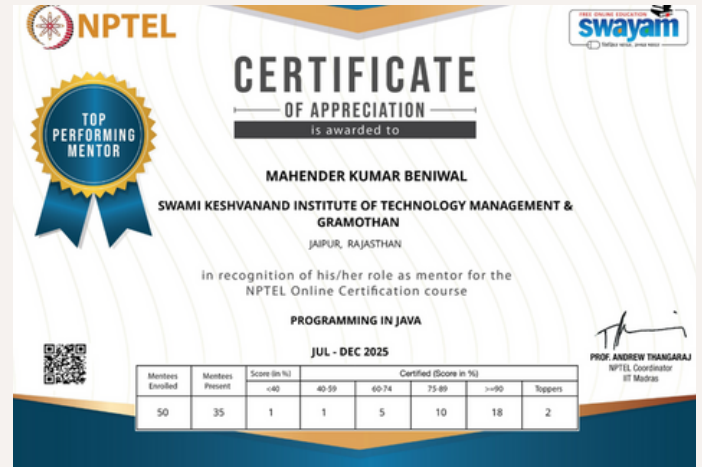 NPTEL
FREE ONLINE EDUCATION
swayam
TOP
PERFORMING
MENTOR
CERTIFICATE
OF APPRECIATION
is awarded to
MAHENDER KUMAR BENIWAL
SWAMI KESHVANAND INSTITUTE OF TECHNOLOGY MANAGEMENT &
GRAMOTHAN
JAIPUR, RAJASTHAN
in recognition of his/her role as mentor for the
NPTEL Online Certification course
PROGRAMMING IN JAVA
JUL - DEC 2025
PROF. ANDREW THANGARAJ
NPTEL Coordinator
IIT Madras
Mentees Enrolled Mentees Present Score (in %) Certified (Score in %)
<40 40-59 60-74 75-89 >=90 Toppers
50 35 1 1 5 10 18 2